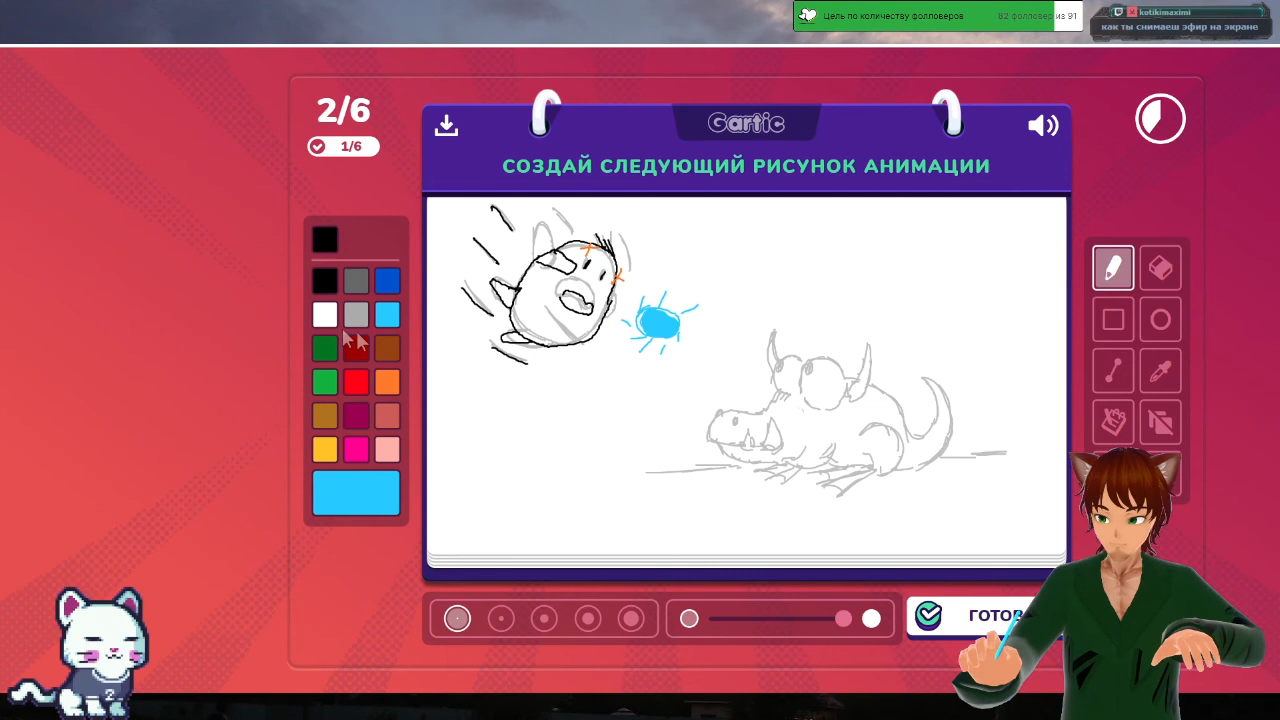 Цель по количеству фолловеров 82 фолловер из 91
kotikimaximi
как ты снимаеш эфир на экране
2/6
1/6
Gartic
СОЗДАЙ СЛЕДУЮЩИЙ РИСУНОК АНИМАЦИИ
2